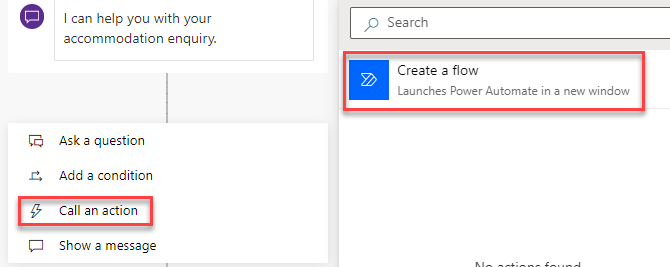 I can help you with your
accommodation enquiry.
Ask a question
Add a condition
Call an action
Show a message
Search
Create a flow
Launches Power Automate in a new window
No actions found